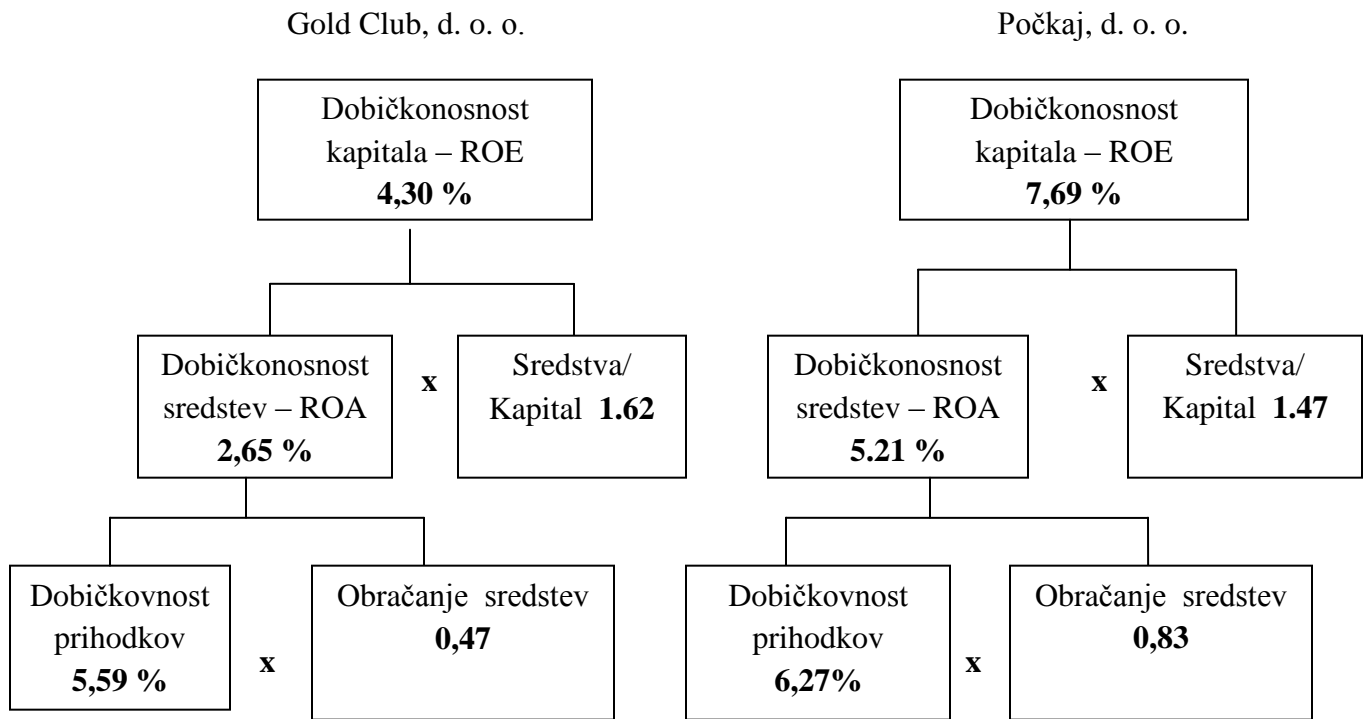 Gold Club, d. o. o.
Počkaj, d. o. o.
Dobičkonosnost
kapitala – ROE
4,30 %
Dobičkonosnost
kapitala – ROE
7,69 %
Dobičkonosnost
sredstev – ROA
2,65 %
x
Sredstva/
Kapital 1.62
Dobičkonosnost
sredstev – ROA
5.21 %
x
Sredstva/
Kapital 1.47
Dobičkovnost
prihodkov
5,59 %
x
Obračanje sredstev
0,47
Dobičkovnost
prihodkov
6,27%
x
Obračanje sredstev
0,83